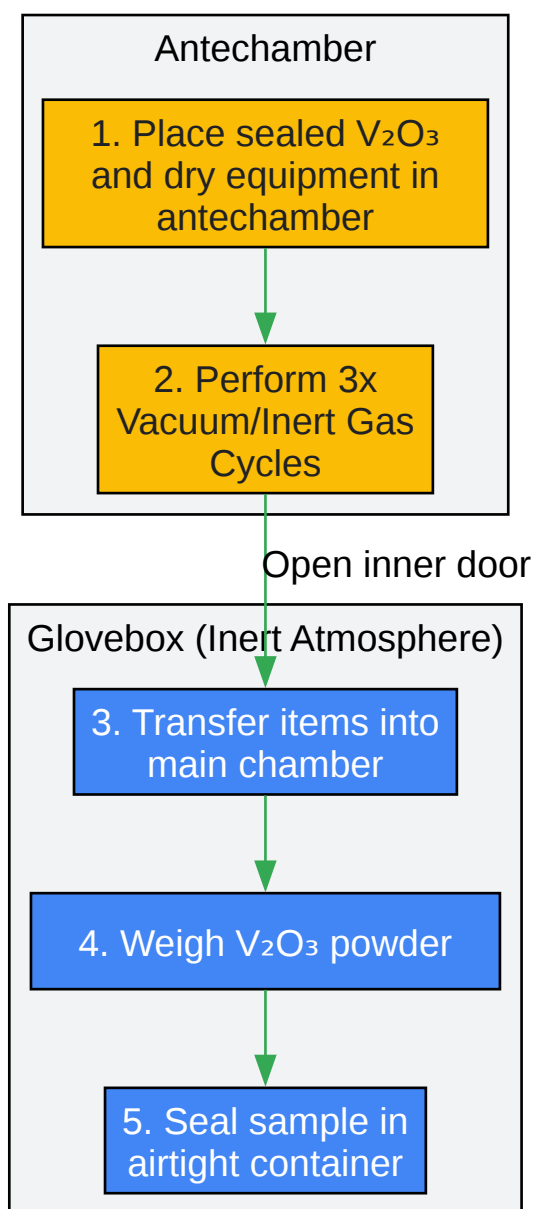 Antechamber
1. Place sealed V₂O₃
and dry equipment in
antechamber
2. Perform 3x
Vacuum/Inert Gas
Cycles
Open inner door
Glovebox (Inert Atmosphere)
3. Transfer items into
main chamber
4. Weigh V₂O₃ powder
5. Seal sample in
airtight container